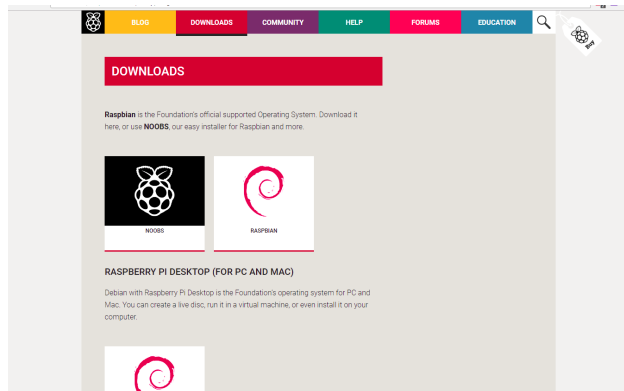 BLOG DOWNLOADS COMMUNITY HELP FORUMS EDUCATION
Buy
DOWNLOADS
Raspbian is the Foundation's official supported Operating System. Download it
here, or use NOOBS, our easy installer for Raspbian and more.
NOOBS RASPBIAN
RASPBERRY PI DESKTOP (FOR PC AND MAC)
Debian with Raspberry Pi Desktop is the Foundation's operating system for PC and
Mac. You can create a live disc, run it in a virtual machine, or even install it on your
computer.